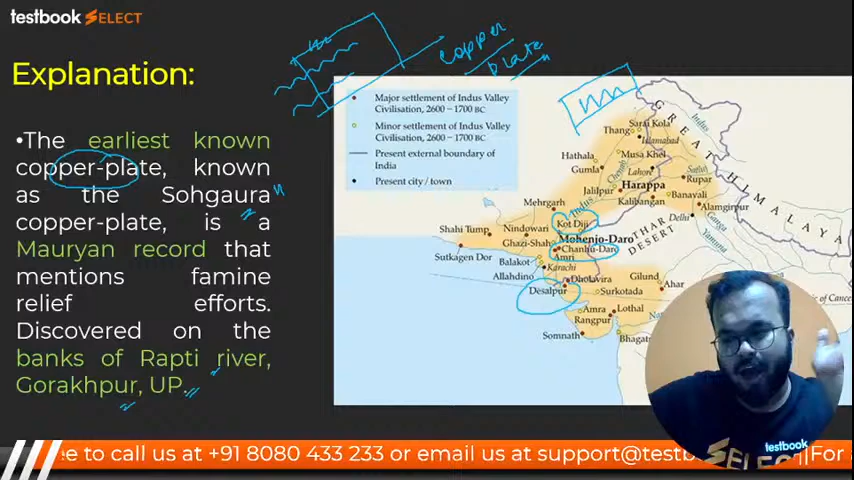 testbook SELECT
Explanation:
•The earliest known
copper-plate, known
as the Sohgaura
copper-plate, is a
Mauryan record that
mentions famine
relief efforts.
Discovered on the
banks of Rapti river,
Gorakhpur, UP.
copper
plate
Major settlement of Indus Valley
Civilisation, 2600 – 1700 BC
Minor settlement of Indus Valley
Civilisation, 2600 – 1700 BC
Present external boundary of
India
Present city / town
GREAT HIMALAYA
Indus
Sarai Kola
Thang
Islamabad
Hathala
Musa Khel
Gumla
Lahore
Rupar
Jalilpur
Harappa
Banavali
Mehrgarh
Indus
Kalibangan
Alamgirpur
Kot Diji
Delhi
Ganga
Shahi Tump
Nindowari
THAR
DESERT
Yamuna
Ghazi-Shah
Mohenjo-Daro
Chanhu-Daro
Sutkagen Dor
Balakot
Amri
Karachi
Allahdino
Dholavira
Gilund
Ahar
Desalpur
Surkotada
Amra
Lothal
Rangpur
Somnath
Bhagatr
testbook
SELECT
ee to call us at +91 8080 433 233 or email us at support@testb
||For a